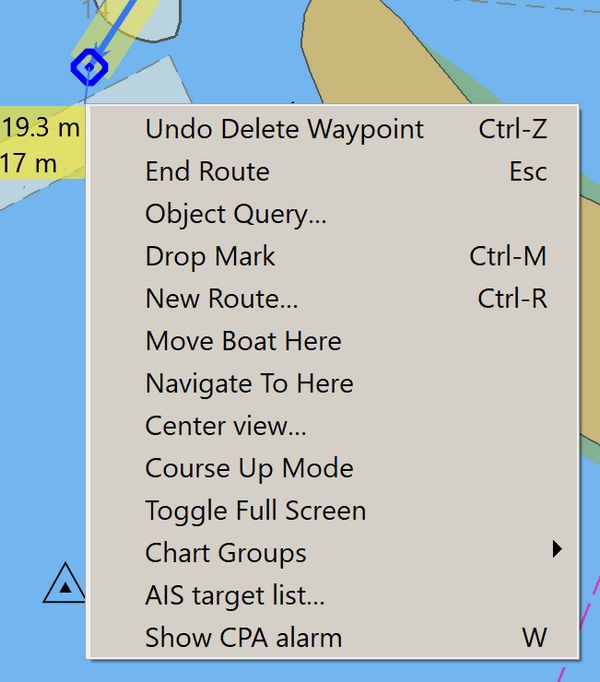 19.3 m
17 m
Undo Delete Waypoint Ctrl-Z
End Route Esc
Object Query...
Drop Mark Ctrl-M
New Route... Ctrl-R
Move Boat Here
Navigate To Here
Center view...
Course Up Mode
Toggle Full Screen
Chart Groups
AIS target list...
Show CPA alarm W